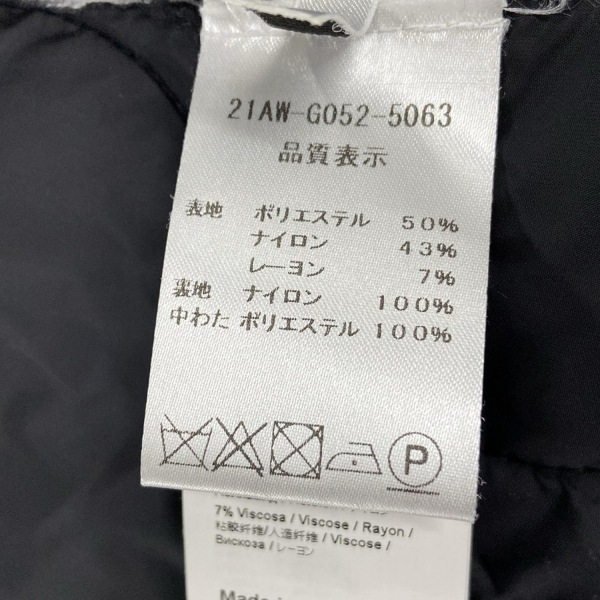 21AW-G052-5063
品質表示
表地 ポリエステル 50%
ナイロン 43%
レーヨン 7%
裏地 ナイロン 100%
中わた ポリエステル 100%
P
7% Viscosa / Viscose / Rayon /
粘胶纤维/人造纤维 / Viscose /
Вискоза / レーヨン
Made